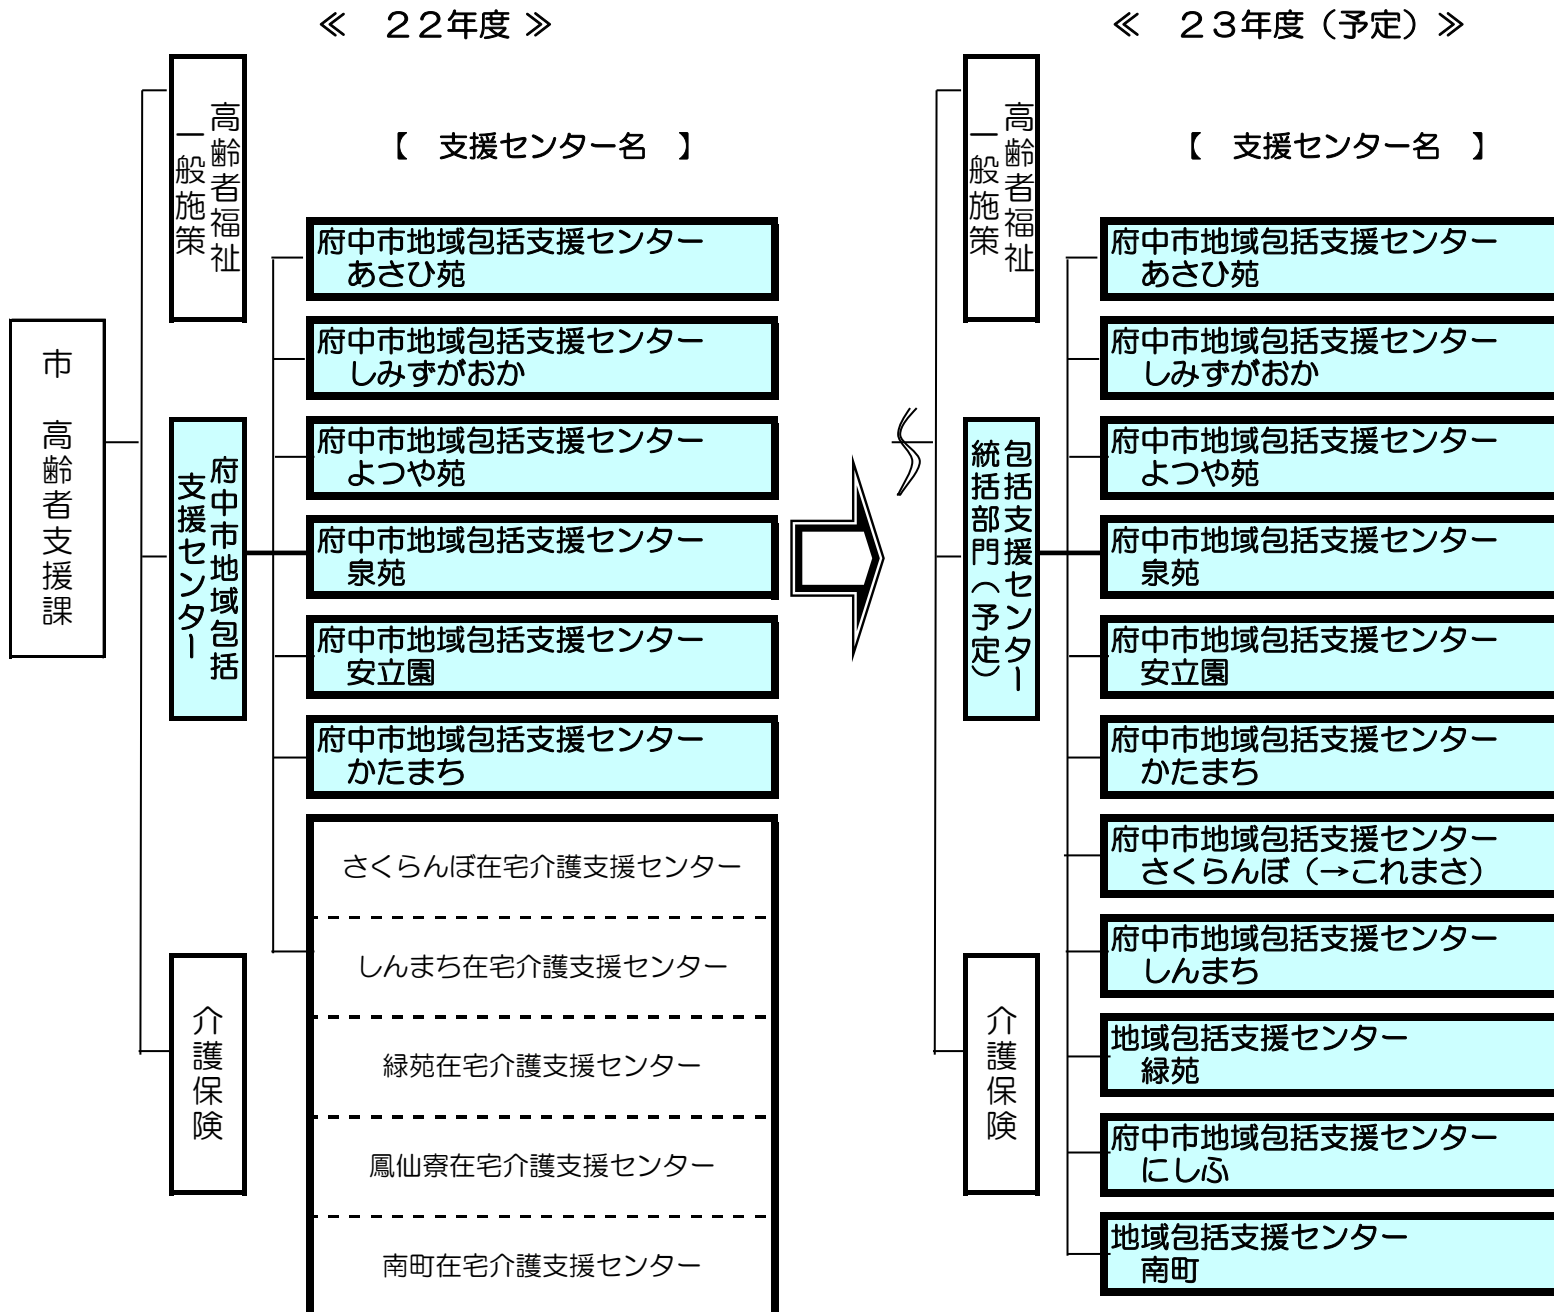 ≪　２２年度 ≫
高齢者福祉
一般施策
【　支援センター名　】
市　高齢者支援課
府中市地域包括
支援センター
介護保険
府中市地域包括支援センター
あさひ苑
府中市地域包括支援センター
しみずがおか
府中市地域包括支援センター
よつや苑
府中市地域包括支援センター
泉苑
府中市地域包括支援センター
安立園
府中市地域包括支援センター
かたまち
さくらんぼ在宅介護支援センター
しんまち在宅介護支援センター
緑苑在宅介護支援センター
鳳仙寮在宅介護支援センター
南町在宅介護支援センター
≪　２３年度（予定）≫
高齢者福祉
一般施策
【　支援センター名　】
包括支援センター
統括部門（予定）
介護保険
府中市地域包括支援センター
あさひ苑
府中市地域包括支援センター
しみずがおか
府中市地域包括支援センター
よつや苑
府中市地域包括支援センター
泉苑
府中市地域包括支援センター
安立園
府中市地域包括支援センター
かたまち
府中市地域包括支援センター
さくらんぼ（→これまさ）
府中市地域包括支援センター
しんまち
地域包括支援センター
緑苑
府中市地域包括支援センター
にしふ
地域包括支援センター
南町